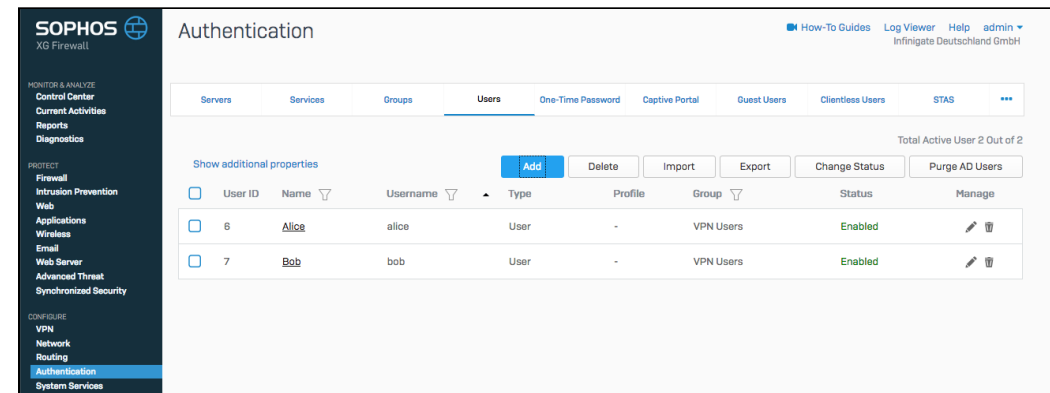 SOPHOS
XG Firewall
Authentication
How-To Guides Log Viewer Help admin
Infinigate Deutschland GmbH
MONITOR & ANALYZE
Control Center
Current Activities
Reports
Diagnostics
PROTECT
Firewall
Intrusion Prevention
Web
Applications
Wireless
Email
Web Server
Advanced Threat
Synchronized Security
CONFIGURE
VPN
Network
Routing
Authentication
System Services
Servers Services Groups Users One-Time Password Captive Portal Guest Users Clientless Users STAS •••
Total Active User 2 Out of 2
Show additional properties Add Delete Import Export Change Status Purge AD Users
User ID Name Username Type Profile Group Status Manage
6 Alice alice User - VPN Users Enabled
7 Bob bob User - VPN Users Enabled